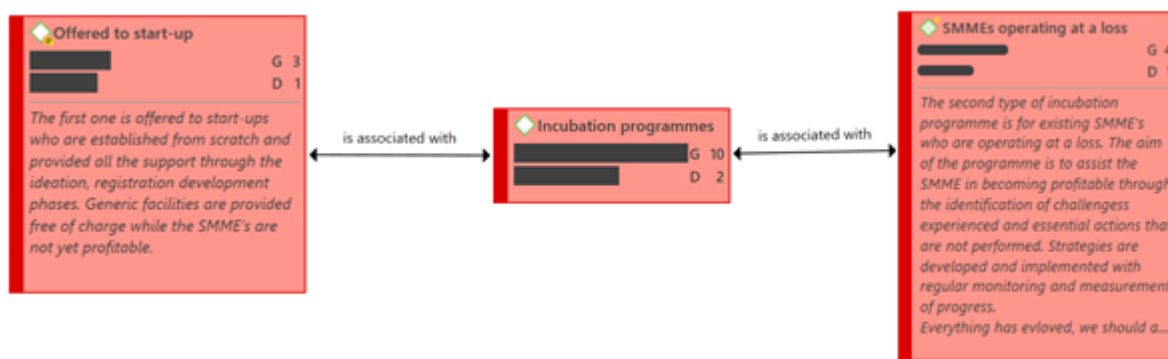 Offered to start-up
G 3
D 1
The first one is offered to start-ups
who are established from scratch and
provided all the support through the
ideation, registration development
phases. Generic facilities are provided
free of charge while the SMME's are
not yet profitable.
is associated with
Incubation programmes
G 10
D 2
is associated with
SMMEs operating at a loss
G 4
D
The second type of incubation
programme is for existing SMME's
who are operating at a loss. The aim
of the programme is to assist the
SMME in becoming profitable through
the identification of challengess
experienced and essential actions that
are not performed. Strategies are
developed and implemented with
regular monitoring and measurement
of progress.
Everything has evloved, we should a...